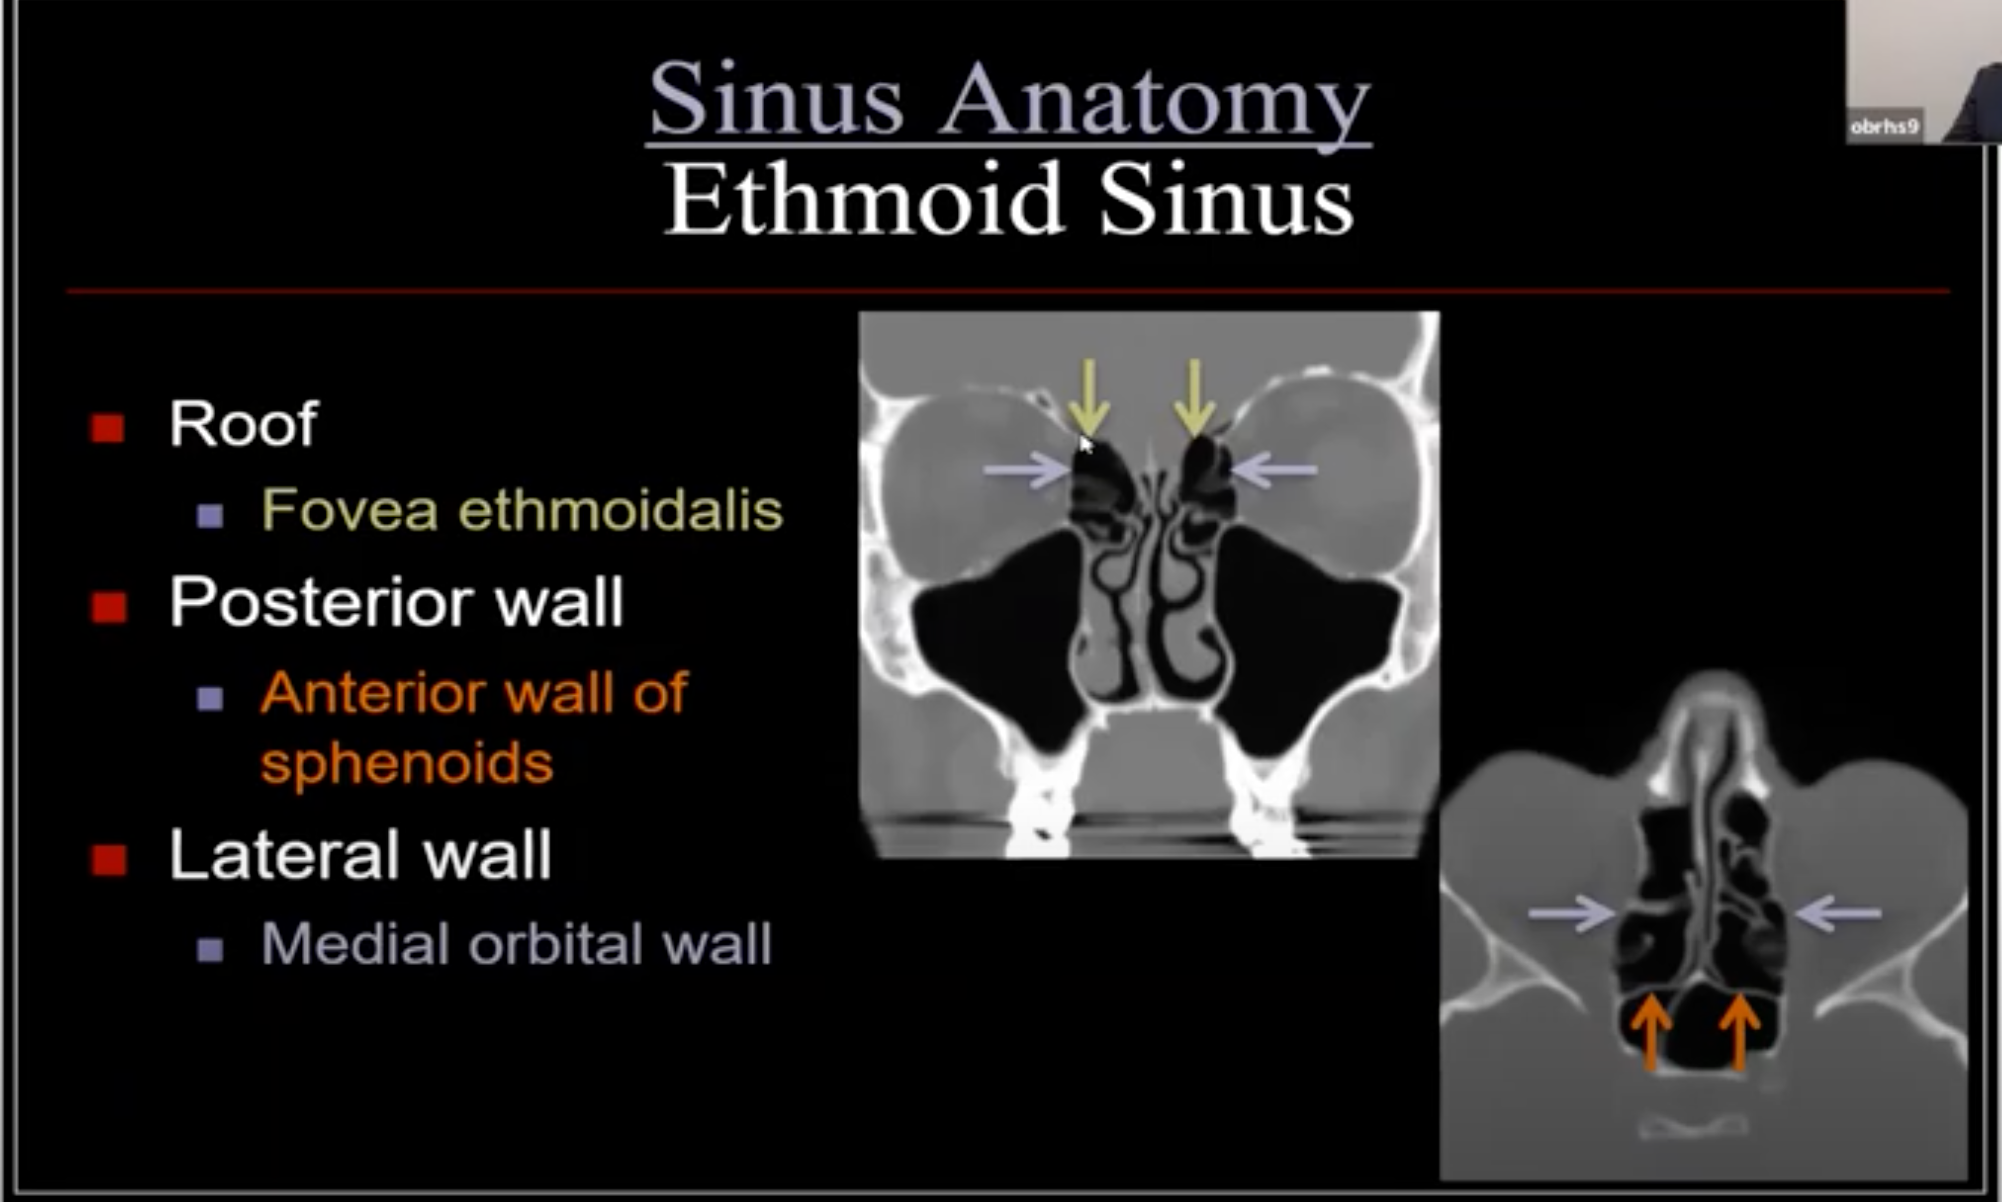 Sinus Anatomy
Ethmoid Sinus
obrhs9
Roof
Fovea ethmoidalis
Posterior wall
Anterior wall of
sphenoids
Lateral wall
Medial orbital wall